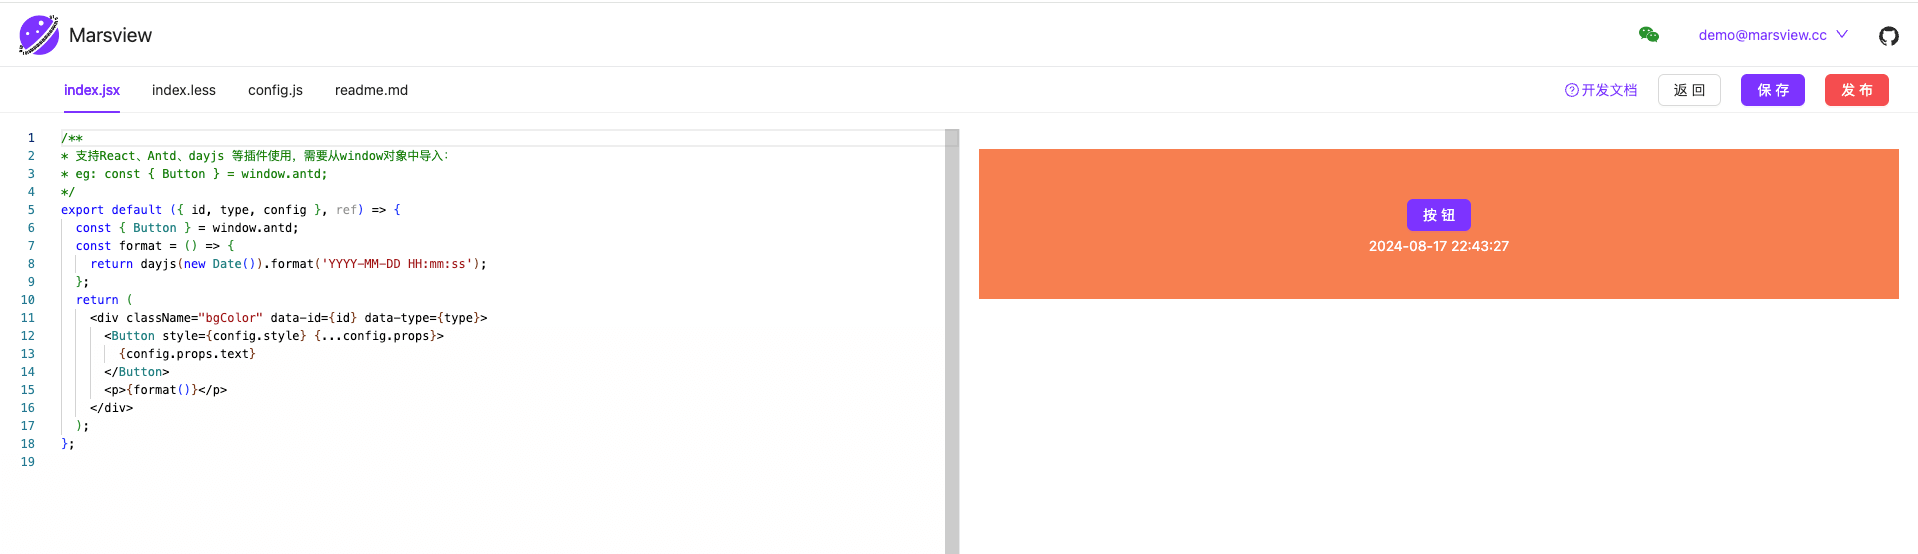 Marsview
demo@marsview.cc
index.jsx index.less config.js readme.md
开发文档 返 回 保 存 发 布
1 /**
2 * 支持React、Antd、dayjs 等插件使用，需要从window对象中导入：
3 * eg: const { Button } = window.antd;
4 */
5 export default ({ id, type, config }, ref) => {
6   const { Button } = window.antd;
7   const format = () => {
8     return dayjs(new Date()).format('YYYY-MM-DD HH:mm:ss');
9   };
10   return (
11     <div className="bgColor" data-id={id} data-type={type}>
12       <Button style={config.style} {...config.props}>
13         {config.props.text}
14       </Button>
15       <p>{format()}</p>
16     </div>
17   );
18 };
19
按 钮
2024-08-17 22:43:27